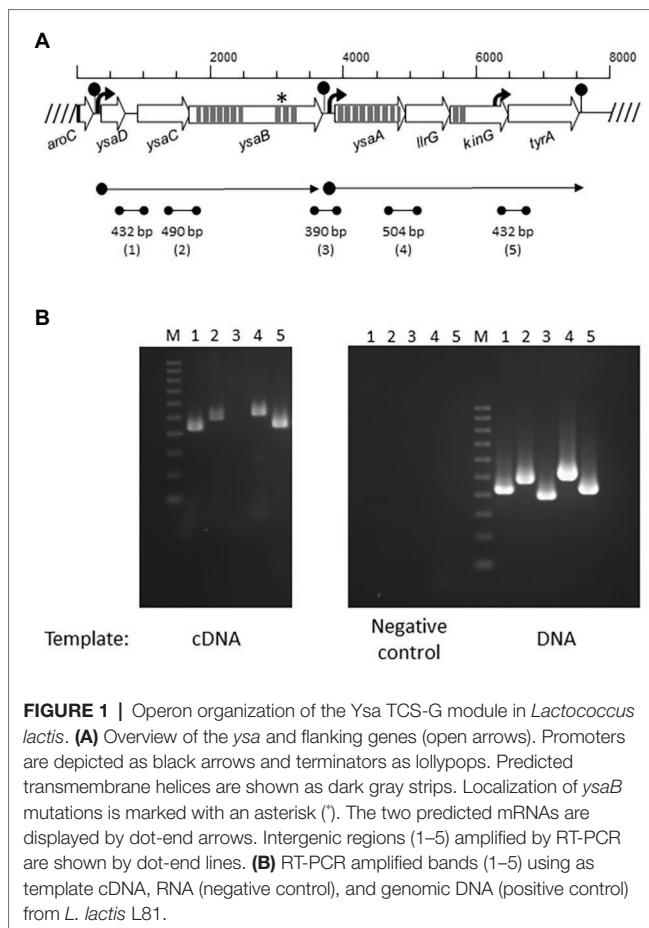 A
2000 4000 6000 8000
*
aroC ysaD ysaC ysaB ysaA llrG kinG tyrA
432 bp 490 bp 390 bp 504 bp 432 bp
(1) (2) (3) (4) (5)
B
M 1 2 3 4 5 1 2 3 4 5 M 1 2 3 4 5
Template: cDNA Negative control DNA
FIGURE 1 | Operon organization of the Ysa TCS-G module in Lactococcus
lactis. (A) Overview of the ysa and flanking genes (open arrows). Promoters
are depicted as black arrows and terminators as lollypops. Predicted
transmembrane helices are shown as dark gray strips. Localization of ysaB
mutations is marked with an asterisk (*). The two predicted mRNAs are
displayed by dot-end arrows. Intergenic regions (1–5) amplified by RT-PCR
are shown by dot-end lines. (B) RT-PCR amplified bands (1–5) using as
template cDNA, RNA (negative control), and genomic DNA (positive control)
from L. lactis L81.